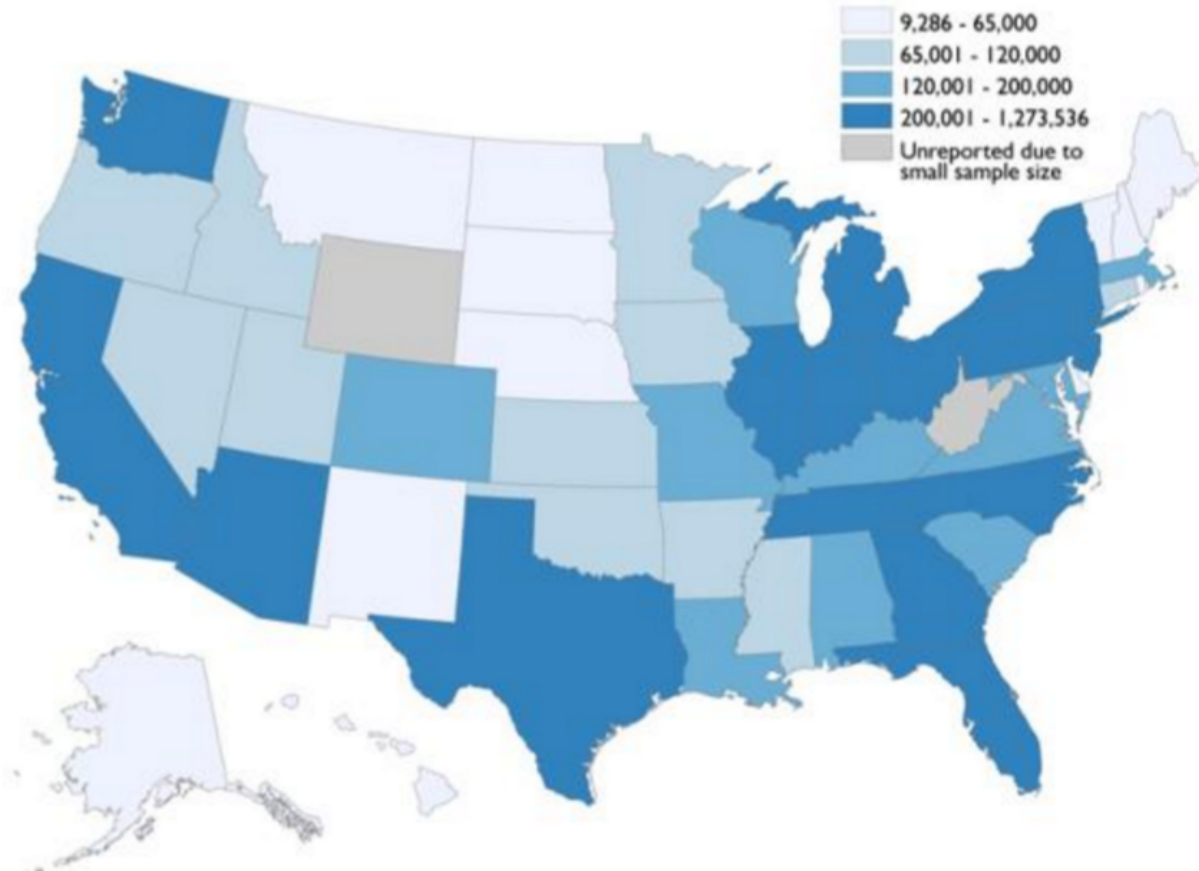 9,286 - 65,000
65,001 - 120,000
120,001 - 200,000
200,001 - 1,273,536
Unreported due to
small sample size